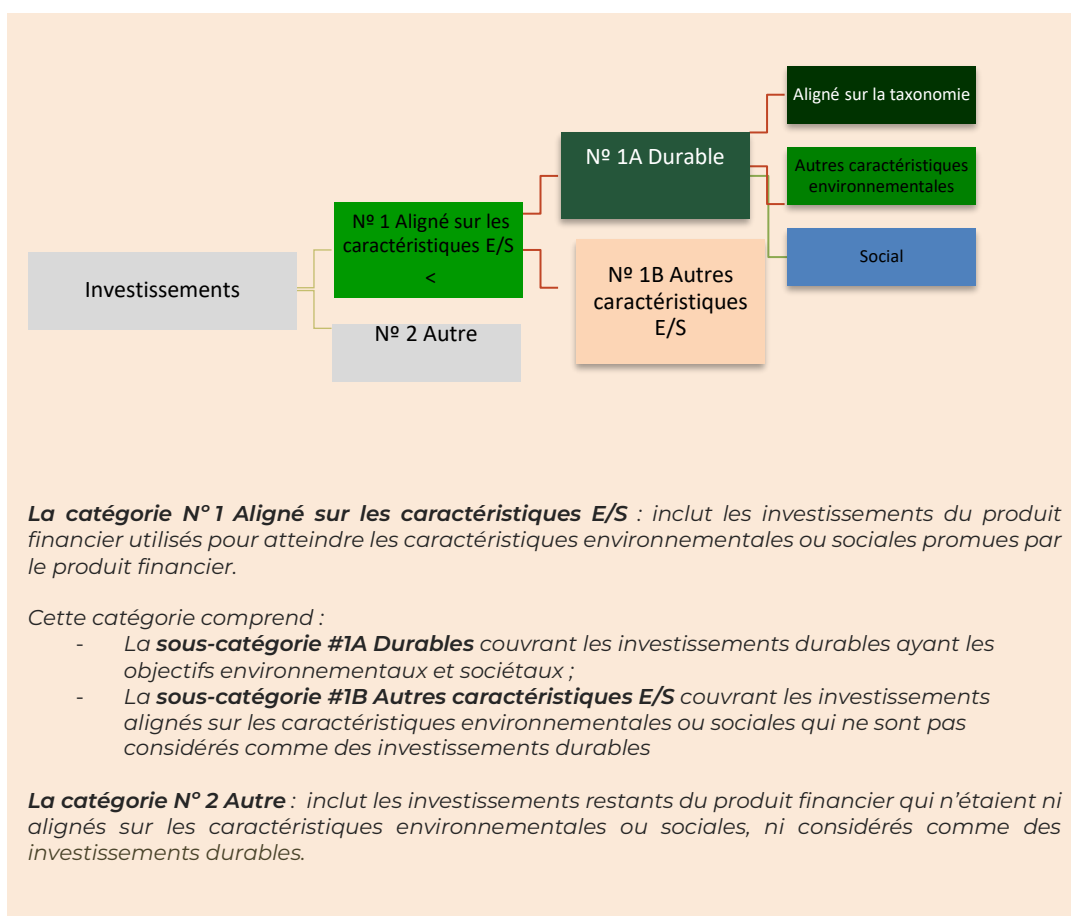 Investissements
Nº 1 Aligné sur les
caractéristiques E/S
<
Nº 2 Autre
Nº 1A Durable
Nº 1B Autres
caractéristiques
E/S
Aligné sur la taxonomie
Autres caractéristiques
environnementales
Social
La catégorie Nº 1 Aligné sur les caractéristiques E/S : inclut les investissements du produit
financier utilisés pour atteindre les caractéristiques environnementales ou sociales promues par
le produit financier.
Cette catégorie comprend :
- La sous-catégorie #1A Durables couvrant les investissements durables ayant les
objectifs environnementaux et sociétaux ;
- La sous-catégorie #1B Autres caractéristiques E/S couvrant les investissements
alignés sur les caractéristiques environnementales ou sociales qui ne sont pas
considérés comme des investissements durables
La catégorie Nº 2 Autre : inclut les investissements restants du produit financier qui n'étaient ni
alignés sur les caractéristiques environnementales ou sociales, ni considérés comme des
investissements durables.